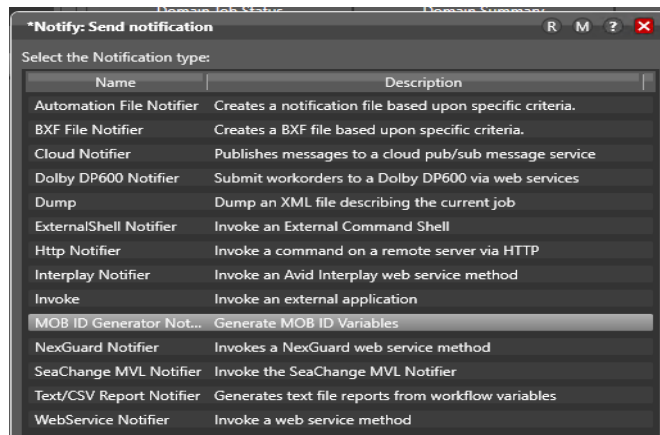 Domain Job Status Domain Summary
*Notify: Send notification R M ? X
Select the Notification type:
Name Description
Automation File Notifier Creates a notification file based upon specific criteria.
BXF File Notifier Creates a BXF file based upon specific criteria.
Cloud Notifier Publishes messages to a cloud pub/sub message service
Dolby DP600 Notifier Submit workorders to a Dolby DP600 via web services
Dump Dump an XML file describing the current job
ExternalShell Notifier Invoke an External Command Shell
Http Notifier Invoke a command on a remote server via HTTP
Interplay Notifier Invoke an Avid Interplay web service method
Invoke Invoke an external application
MOB ID Generator Not... Generate MOB ID Variables
NexGuard Notifier Invokes a NexGuard web service method
SeaChange MVL Notifier Invoke the SeaChange MVL Notifier
Text/CSV Report Notifier Generates text file reports from workflow variables
WebService Notifier Invoke a web service method